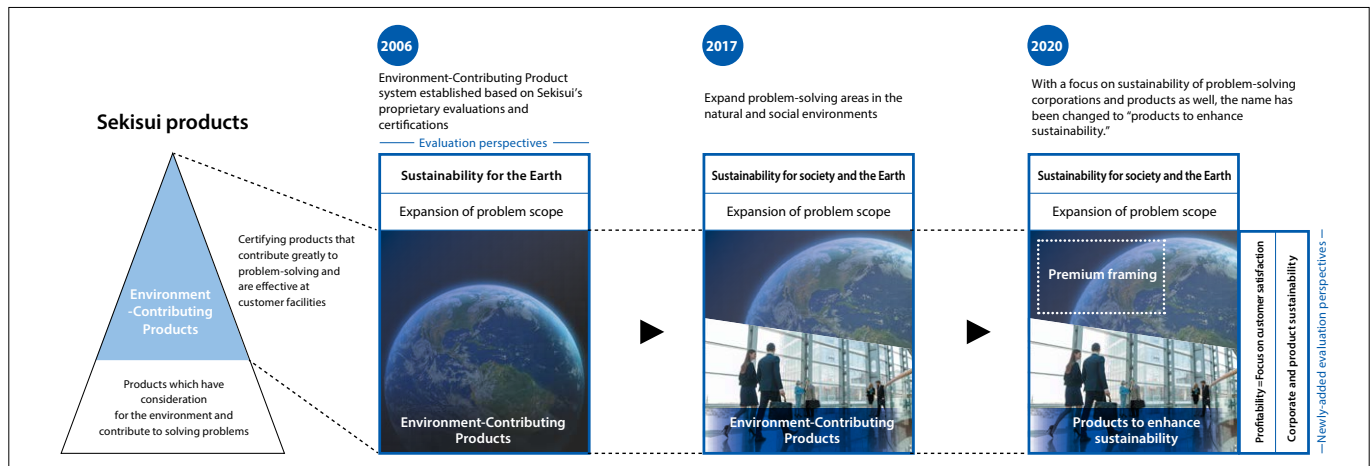 Sekisui products
Environment
-Contributing
Products
Products which have
consideration
for the environment and
contribute to solving problems
Certifying products that
contribute greatly to
problem-solving and
are effective at
customer facilities
2006
Environment-Contributing Product
system established based on Sekisui's
proprietary evaluations and
certifications
Evaluation perspectives
Sustainability for the Earth
Expansion of problem scope
Environment-Contributing
Products
2017
Expand problem-solving areas in the
natural and social environments
Sustainability for society and the Earth
Expansion of problem scope
Environment-Contributing
Products
2020
With a focus on sustainability of problem-solving
corporations and products as well, the name has
been changed to “products to enhance
sustainability.”
Sustainability for society and the Earth
Expansion of problem scope
Premium framing
Products to enhance
sustainability
Profitability=Focus on customer satisfaction
Corporate and product sustainability
Newly-added evaluation perspectives